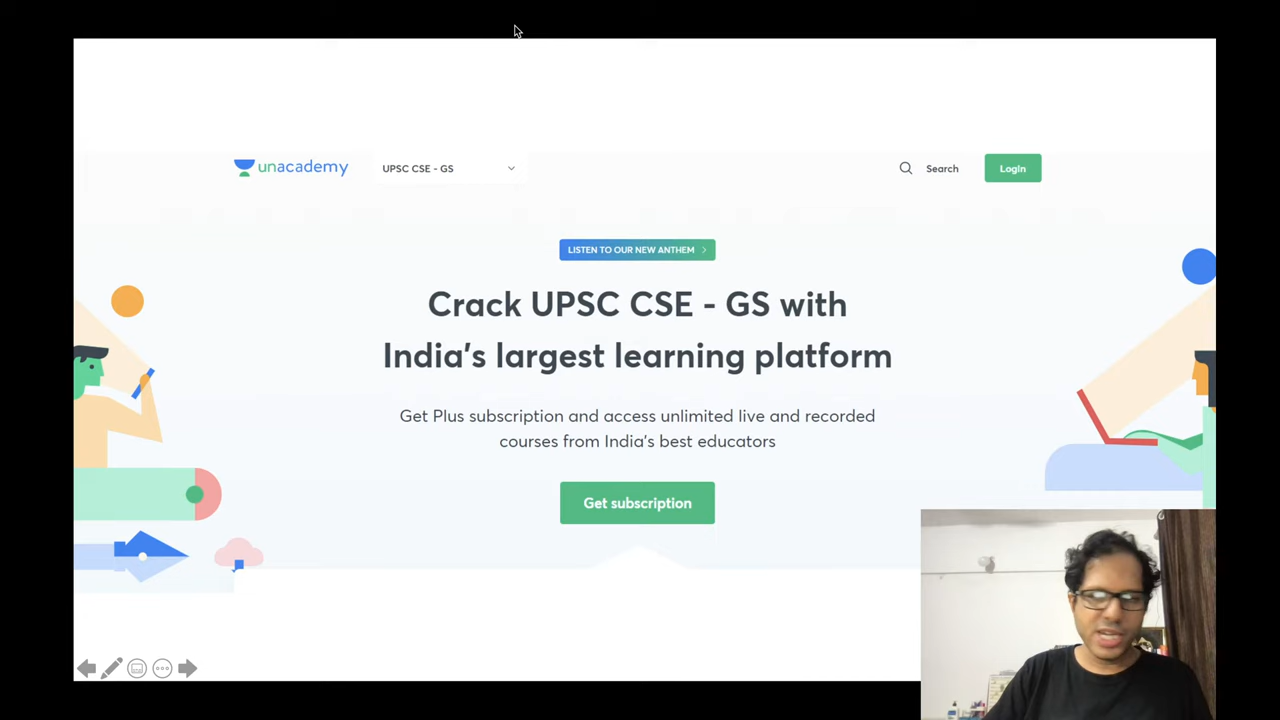 unacademy
UPSC CSE - GS
Search
Login
LISTEN TO OUR NEW ANTHEM
Crack UPSC CSE - GS with
India's largest learning platform
Get Plus subscription and access unlimited live and recorded
courses from India's best educators
Get subscription